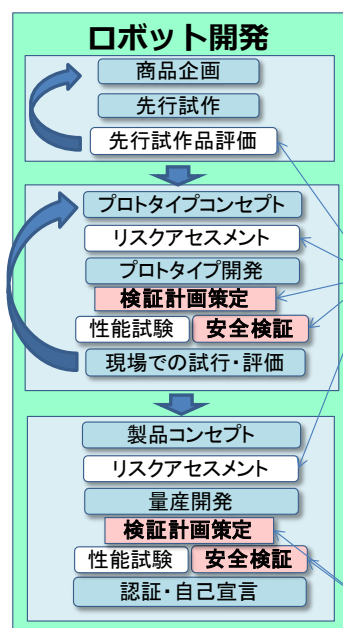 ロボット開発
商品企画
先行試作
先行試作品評価
プロトタイプコンセプト
リスクアセスメント
プロトタイプ開発
検証計画策定
性能試験 安全検証
現場での試行・評価
製品コンセプト
リスクアセスメント
量産開発
検証計画策定
性能試験 安全検証
認証・自己宣言